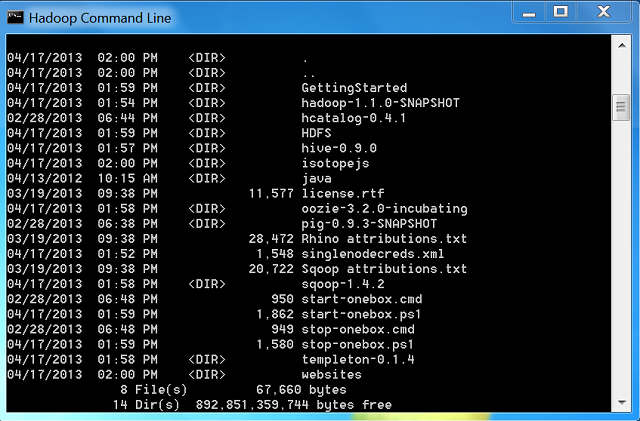 Hadoop Command Line
04/17/2013  02:00 PM    <DIR>          .
04/17/2013  02:00 PM    <DIR>          ..
04/17/2013  01:59 PM    <DIR>          GettingStarted
04/17/2013  01:54 PM    <DIR>          hadoop-1.1.0-SNAPSHOT
02/28/2013  06:44 PM    <DIR>          hcatalog-0.4.1
04/17/2013  01:59 PM    <DIR>          HDFS
04/17/2013  01:57 PM    <DIR>          hive-0.9.0
04/17/2013  02:00 PM    <DIR>          isotopejs
04/13/2012  10:15 AM    <DIR>          java
03/19/2013  09:38 PM            11,577 license.rtf
04/17/2013  01:58 PM    <DIR>          oozie-3.2.0-incubating
02/28/2013  06:38 PM    <DIR>          pig-0.9.3-SNAPSHOT
03/19/2013  09:38 PM            28,472 Rhino attributions.txt
04/17/2013  01:52 PM             1,548 singlenodecreds.xml
03/19/2013  09:38 PM            20,722 Sqoop attributions.txt
04/17/2013  01:58 PM    <DIR>          sqoop-1.4.2
02/28/2013  06:48 PM               950 start-onebox.cmd
04/17/2013  01:59 PM             1,862 start-onebox.ps1
02/28/2013  06:48 PM               949 stop-onebox.cmd
04/17/2013  01:59 PM             1,580 stop-onebox.ps1
04/17/2013  01:58 PM    <DIR>          templeton-0.1.4
04/17/2013  02:00 PM    <DIR>          websites
8 File(s)         67,660 bytes
14 Dir(s)  892,851,359,744 bytes free